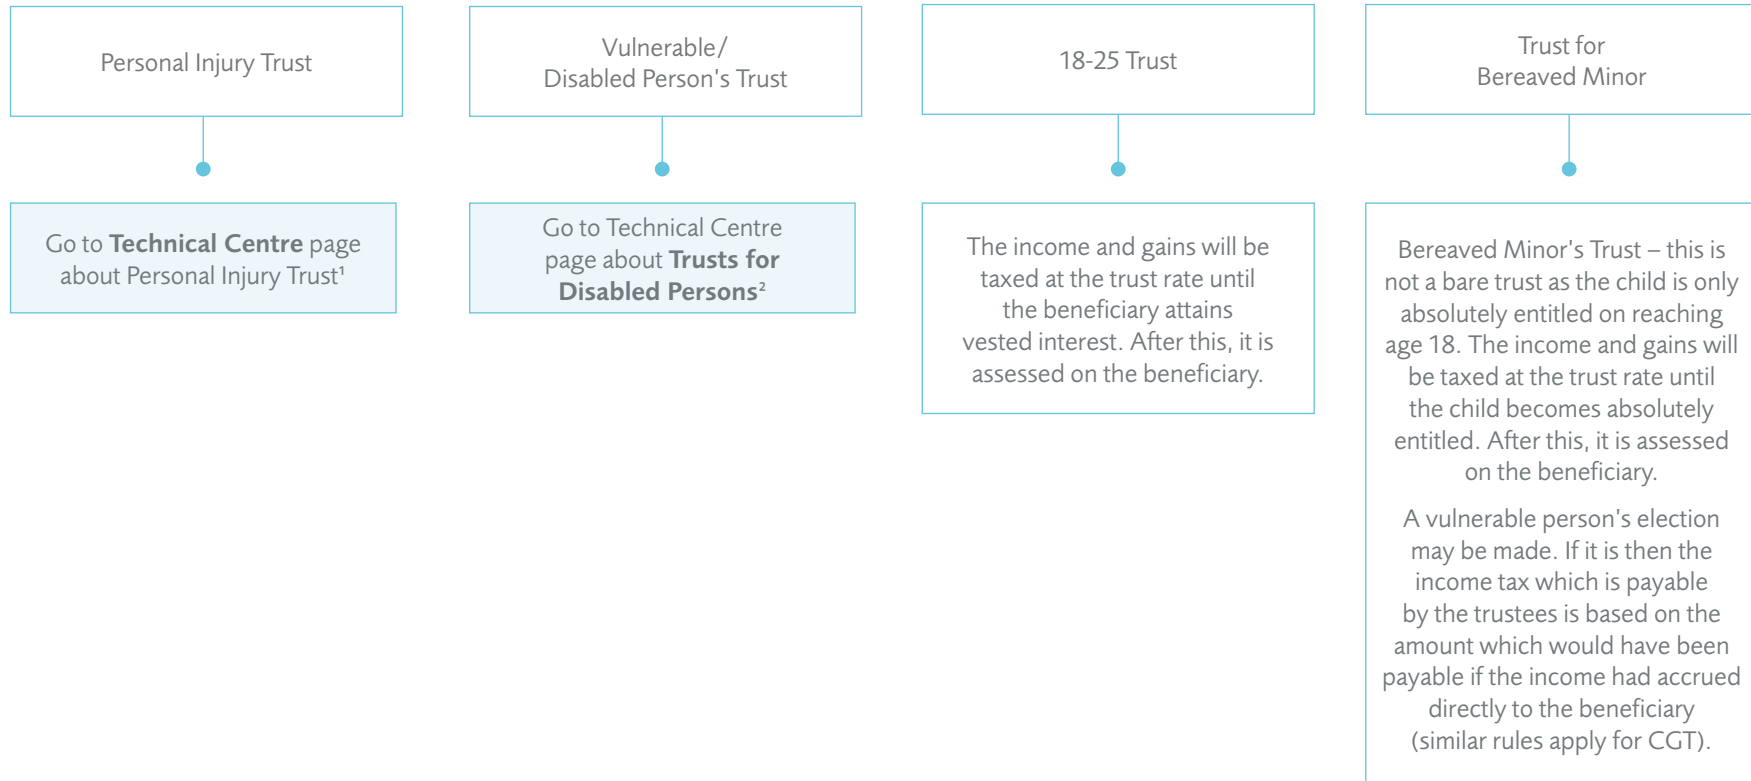 Personal Injury Trust
Vulnerable/
Disabled Person's Trust
18-25 Trust
Trust for
Bereaved Minor
Go to Technical Centre page
about Personal Injury Trust¹
Go to Technical Centre
page about Trusts for
Disabled Persons²
The income and gains will be
taxed at the trust rate until
the beneficiary attains
vested interest. After this, it is
assessed on the beneficiary.
Bereaved Minor's Trust – this is
not a bare trust as the child is only
absolutely entitled on reaching
age 18. The income and gains will
be taxed at the trust rate until
the child becomes absolutely
entitled. After this, it is assessed
on the beneficiary.
A vulnerable person's election
may be made. If it is then the
income tax which is payable
by the trustees is based on the
amount which would have been
payable if the income had accrued
directly to the beneficiary
(similar rules apply for CGT).